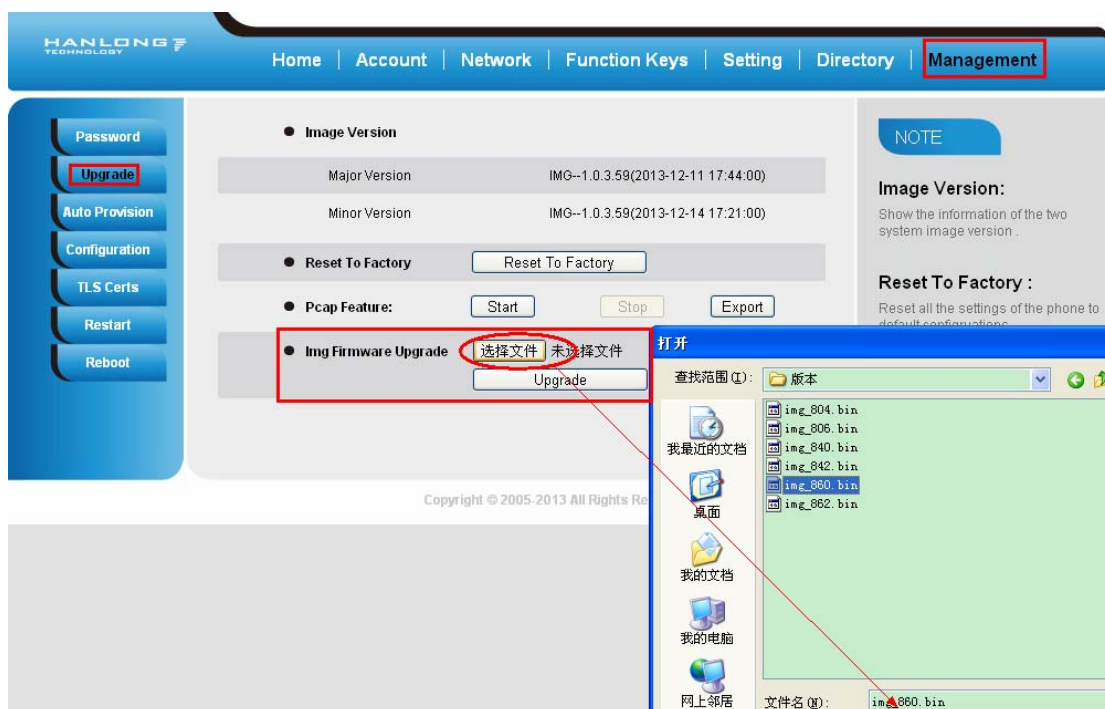 HANLONG
TECHNOLOGY
Home | Account | Network | Function Keys | Setting | Directory | Management
Password
Upgrade
Auto Provision
Configuration
TLS Certs
Restart
Reboot
Image Version
Major Version IMG--1.0.3.59(2013-12-11 17:44:00)
Minor Version IMG--1.0.3.59(2013-12-14 17:21:00)
Reset To Factory Reset To Factory
Pcap Feature: Start Stop Export
Img Firmware Upgrade 选择文件 未选择文件
Upgrade
Copyright © 2005-2013 All Rights Re
NOTE
Image Version:
Show the information of the two
system image version .
Reset To Factory :
Reset all the settings of the phone to
default configruations
打开
查找范围(I): 版本
img_804.bin
img_806.bin
img_840.bin
img_842.bin
img_860.bin
img_862.bin
我最近的文档
桌面
我的文档
我的电脑
网上邻居
文件名(N): img_860.bin